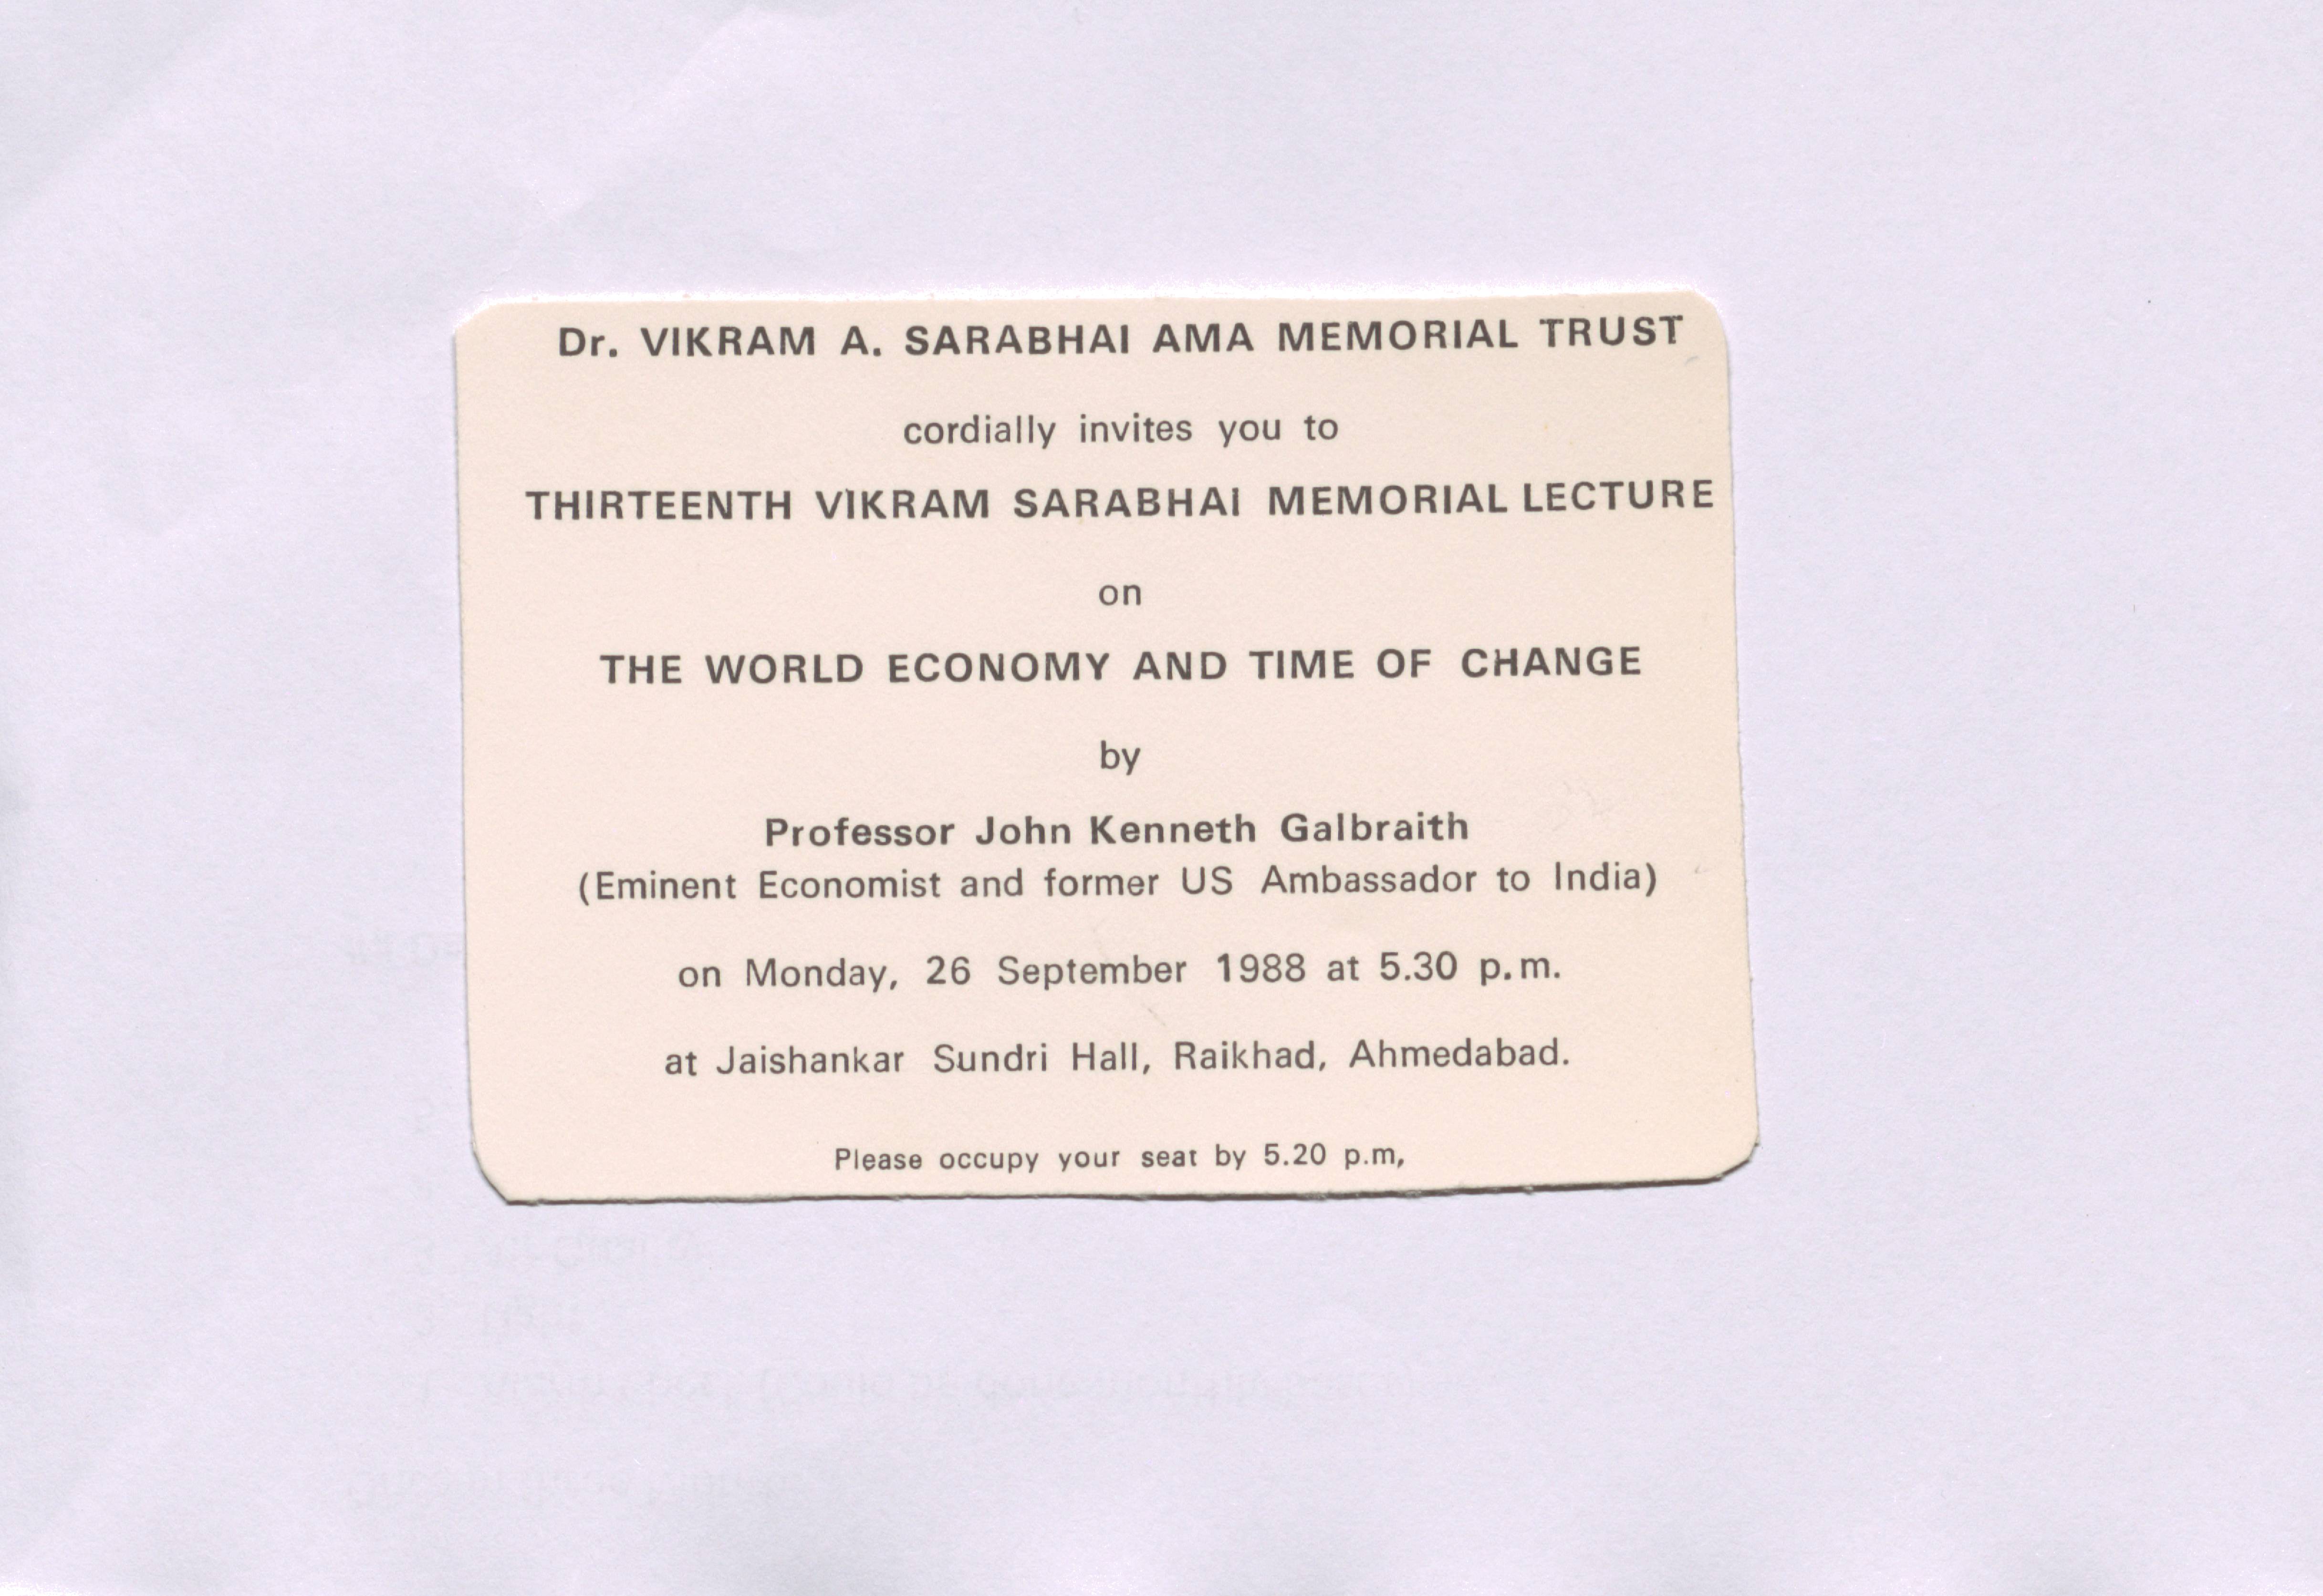 Dr. VIKRAM A. SARABHAI AMA MEMORIAL TRUST
cordially invites you to
THIRTEENTH VIKRAM SARABHAI MEMORIAL LECTURE
on
THE WORLD ECONOMY AND TIME OF CHANGE
by
Professor John Kenneth Galbraith
(Eminent Economist and former US Ambassador to India)
on Monday, 26 September 1988 at 5.30 p.m.
at Jaishankar Sundri Hall, Raikhad, Ahmedabad.
Please occupy your seat by 5.20 p.m,